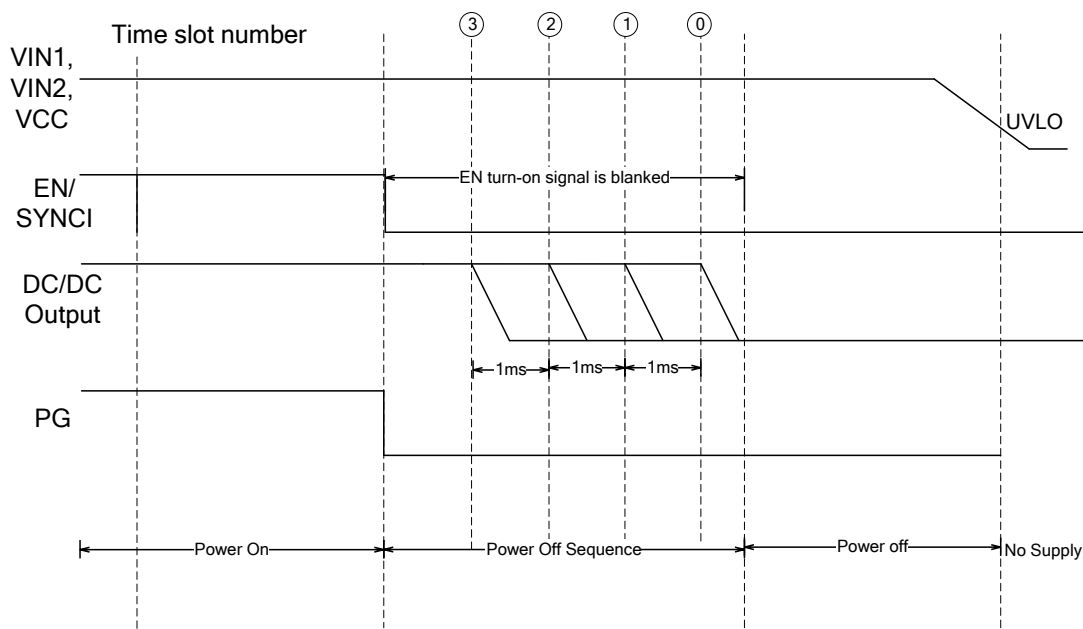 3 2 1 0
Time slot number
VIN1,
VIN2,
VCC
UVLO
EN turn-on signal is blanked
EN/
SYNCI
DC/DC
Output
1ms 1ms 1ms
PG
Power On Power Off Sequence Power off No Supply